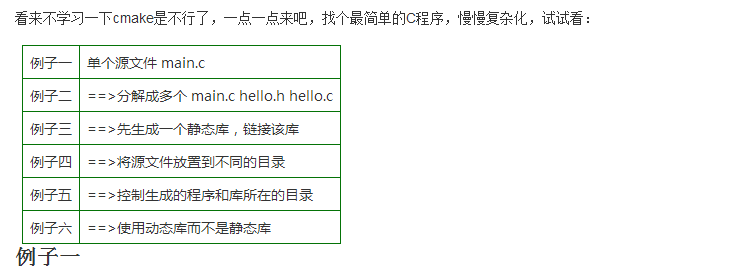 看来不学习一下cmake是不行了，一点一点来吧，找个最简单的C程序，慢慢复杂化，试试看：
例子一 单个源文件 main.c
例子二 ==>分解成多个 main.c hello.h hello.c
例子三 ==>先生成一个静态库，链接该库
例子四 ==>将源文件放置到不同的目录
例子五 ==>控制生成的程序和库所在的目录
例子六 ==>使用动态库而不是静态库
例子一